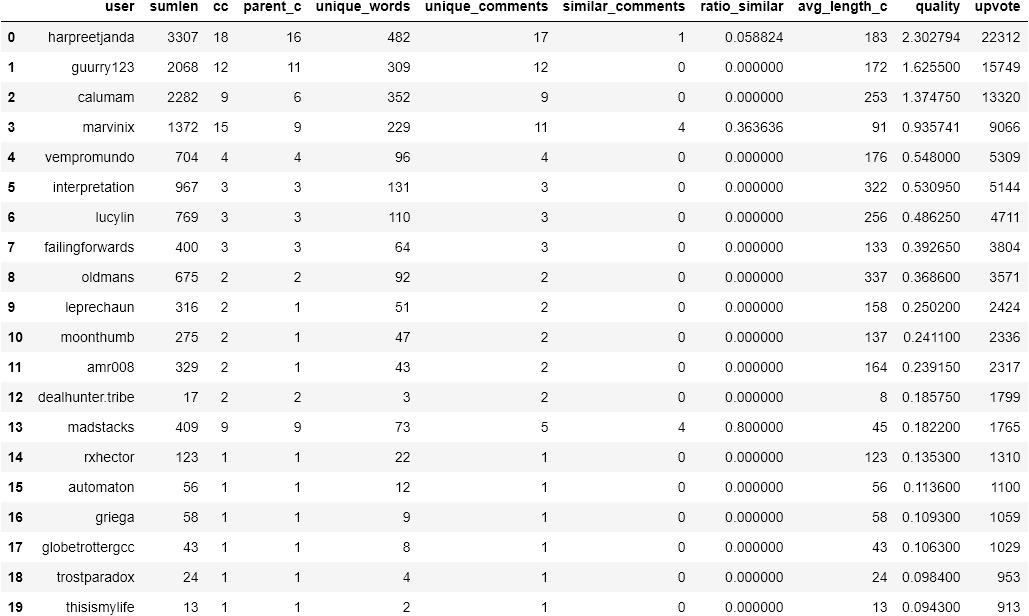 user sumlen cc parent_c unique_words unique_comments similar_comments ratio_similar avg_length_c quality upvote
0 harpreetjanda 3307 18 16 482 17 1 0.058824 183 2.302794 22312
1 guurry123 2068 12 11 309 12 0 0.000000 172 1.625500 15749
2 calumam 2282 9 6 352 9 0 0.000000 253 1.374750 13320
3 marvinix 1372 15 9 229 11 4 0.363636 91 0.935741 9066
4 vempromundo 704 4 4 96 4 0 0.000000 176 0.548000 5309
5 interpretation 967 3 3 131 3 0 0.000000 322 0.530950 5144
6 lucylin 769 3 3 110 3 0 0.000000 256 0.486250 4711
7 failingforwards 400 3 3 64 3 0 0.000000 133 0.392650 3804
8 oldmans 675 2 2 92 2 0 0.000000 337 0.368600 3571
9 leprechaun 316 2 1 51 2 0 0.000000 158 0.250200 2424
10 moonthumb 275 2 1 47 2 0 0.000000 137 0.241100 2336
11 amr008 329 2 1 43 2 0 0.000000 164 0.239150 2317
12 dealhunter.tribe 17 2 2 3 2 0 0.000000 8 0.185750 1799
13 madstacks 409 9 9 73 5 4 0.800000 45 0.182200 1765
14 rxhector 123 1 1 22 1 0 0.000000 123 0.135300 1310
15 automaton 56 1 1 12 1 0 0.000000 56 0.113600 1100
16 griega 58 1 1 9 1 0 0.000000 58 0.109300 1059
17 globetrottergcc 43 1 1 8 1 0 0.000000 43 0.106300 1029
18 trostparadox 24 1 1 4 1 0 0.000000 24 0.098400 953
19 thisismylife 13 1 1 2 1 0 0.000000 13 0.094300 913